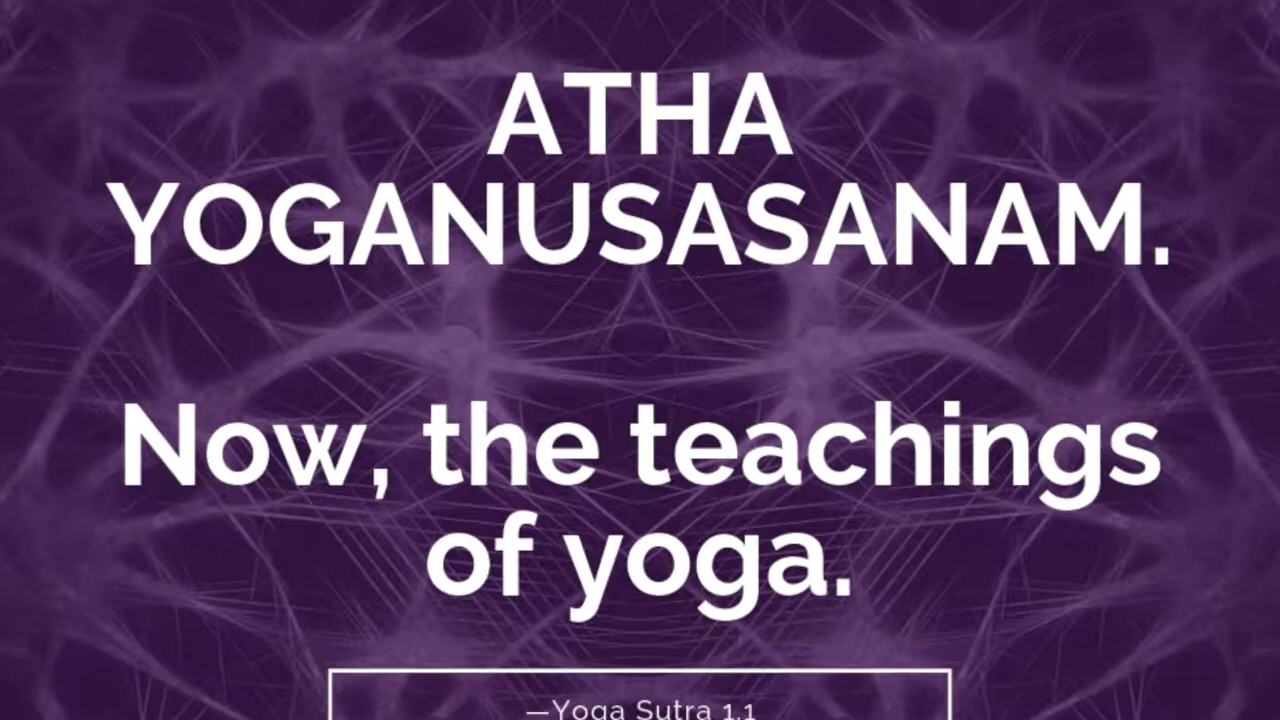 ATHA
YOGANUSASANAM.
Now, the teachings
of yoga.
—Yoga Sutra 1.1